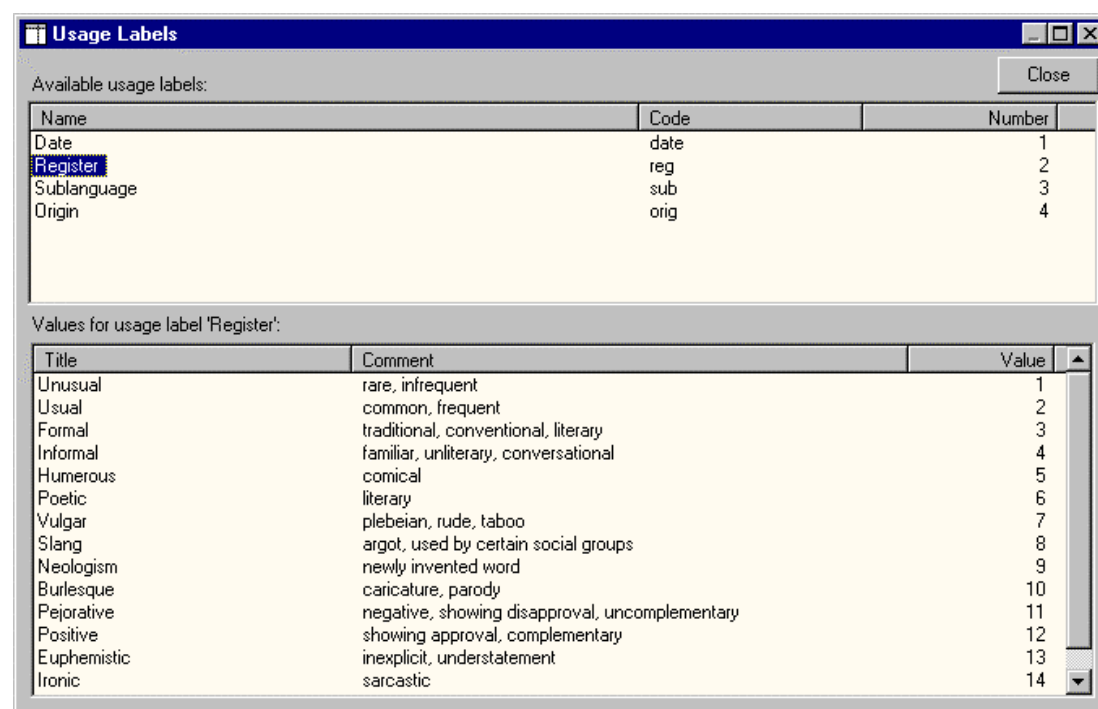 Usage Labels
Close
Available usage labels:
Name Code Number
Date date 1
Register reg 2
Sublanguage sub 3
Origin orig 4
Values for usage label 'Register':
Title Comment Value
Unusual rare, infrequent 1
Usual common, frequent 2
Formal traditional, conventional, literary 3
Informal familiar, unliterary, conversational 4
Humerous comical 5
Poetic literary 6
Vulgar plebeian, rude, taboo 7
Slang argot, used by certain social groups 8
Neologism newly invented word 9
Burlesque caricature, parody 10
Pejorative negative, showing disapproval, uncomplementary 11
Positive showing approval, complementary 12
Euphemistic inexplicit, understatement 13
Ironic sarcastic 14